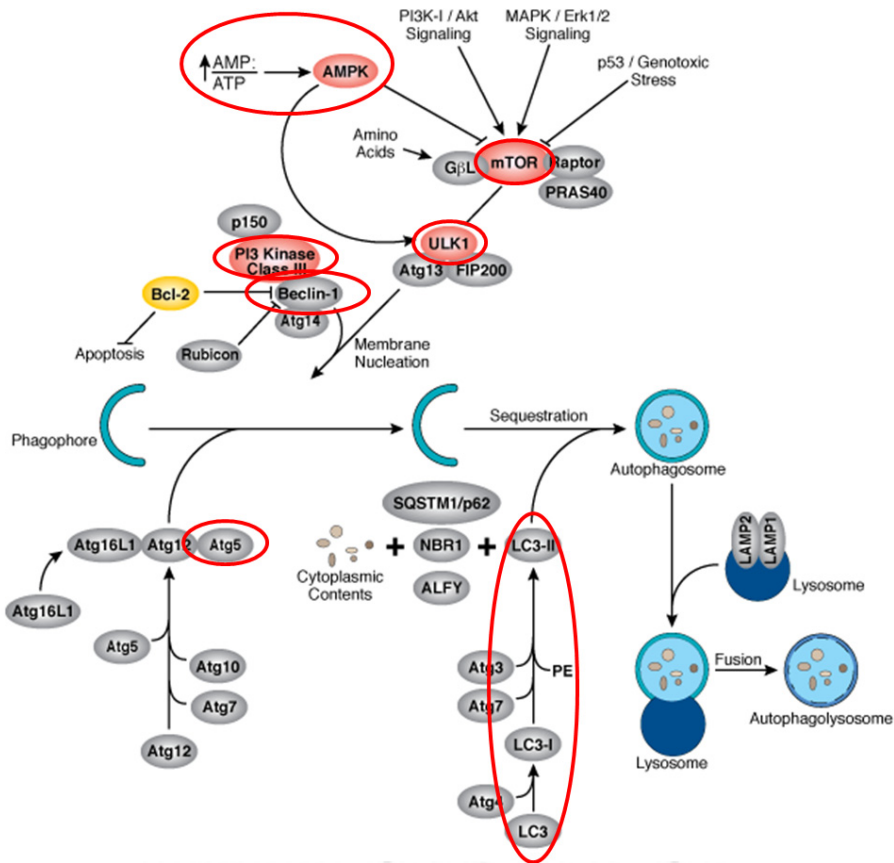 PI3K-I / Akt
Signaling
MAPK / Erk1/2
Signaling
p53 / Genotoxic
Stress
AMP:
ATP
AMPK
Amino
Acids
GβL
mTOR
Raptor
PRAS40
p150
PI3 Kinase
Class III
ULK1
Atg13
FIP200
Bcl-2
Beclin-1
Atg14
Apoptosis
Rubicon
Membrane
Nucleation
Phagophore
Sequestration
Autophagosome
SQSTM1/p62
Atg16L1
Atg12
Atg5
+
NBR1
+
LC3-II
Cytoplasmic
Contents
ALFY
LAMP2
LAMP1
Lysosome
Atg16L1
Atg5
Atg10
Atg7
Atg12
Atg3
PE
Atg7
LC3-I
Atg4
LC3
Fusion
Lysosome
Autophagolysosome